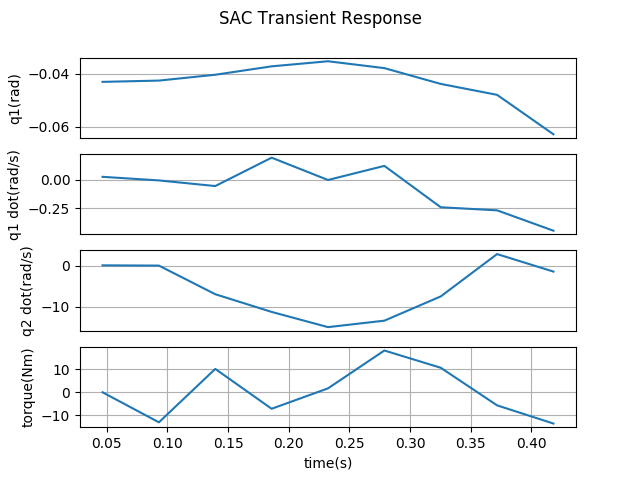 SAC Transient Response
q1(rad)
−0.04
−0.06
q1 dot(rad/s)
0.00
−0.25
q2 dot(rad/s)
0
−10
torque(Nm)
10
0
−10
0.05 0.10 0.15 0.20 0.25 0.30 0.35 0.40
time(s)